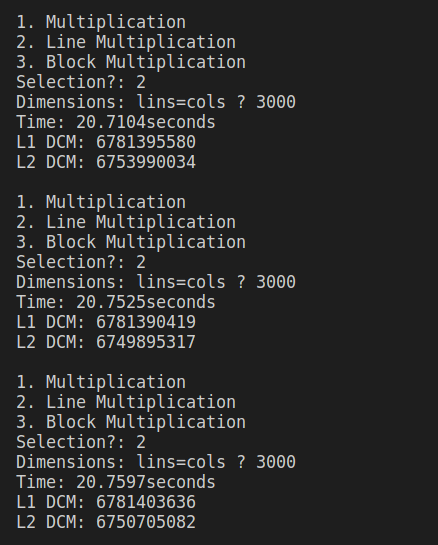 1. Multiplication
2. Line Multiplication
3. Block Multiplication
Selection?: 2
Dimensions: lins=cols ? 3000
Time: 20.7104seconds
L1 DCM: 6781395580
L2 DCM: 6753990034

1. Multiplication
2. Line Multiplication
3. Block Multiplication
Selection?: 2
Dimensions: lins=cols ? 3000
Time: 20.7525seconds
L1 DCM: 6781390419
L2 DCM: 6749895317

1. Multiplication
2. Line Multiplication
3. Block Multiplication
Selection?: 2
Dimensions: lins=cols ? 3000
Time: 20.7597seconds
L1 DCM: 6781403636
L2 DCM: 6750705082